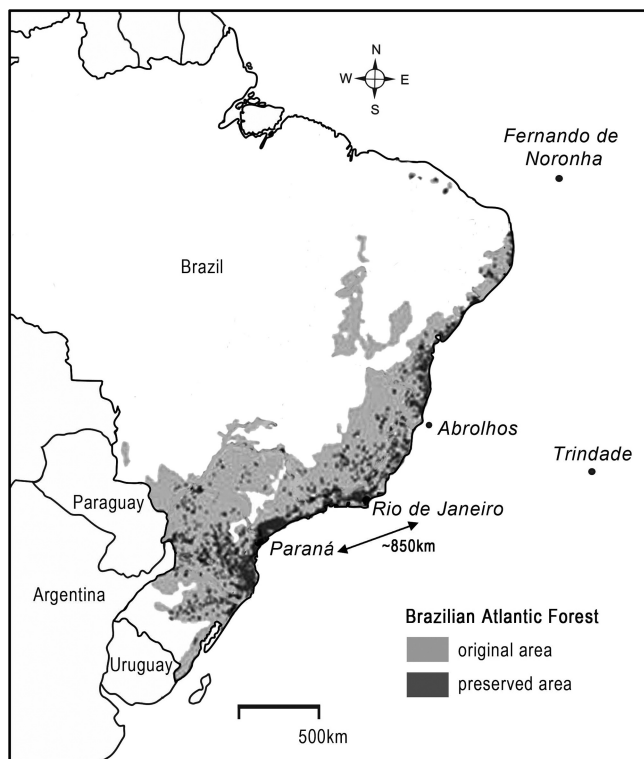 N
W E
S
Fernando de
Noronha
Brazil
Abrolhos
Trindade
Rio de Janeiro
Paraguay
Paraná
~850km
Argentina
Brazilian Atlantic Forest
original area
Uruguay
preserved area
500km